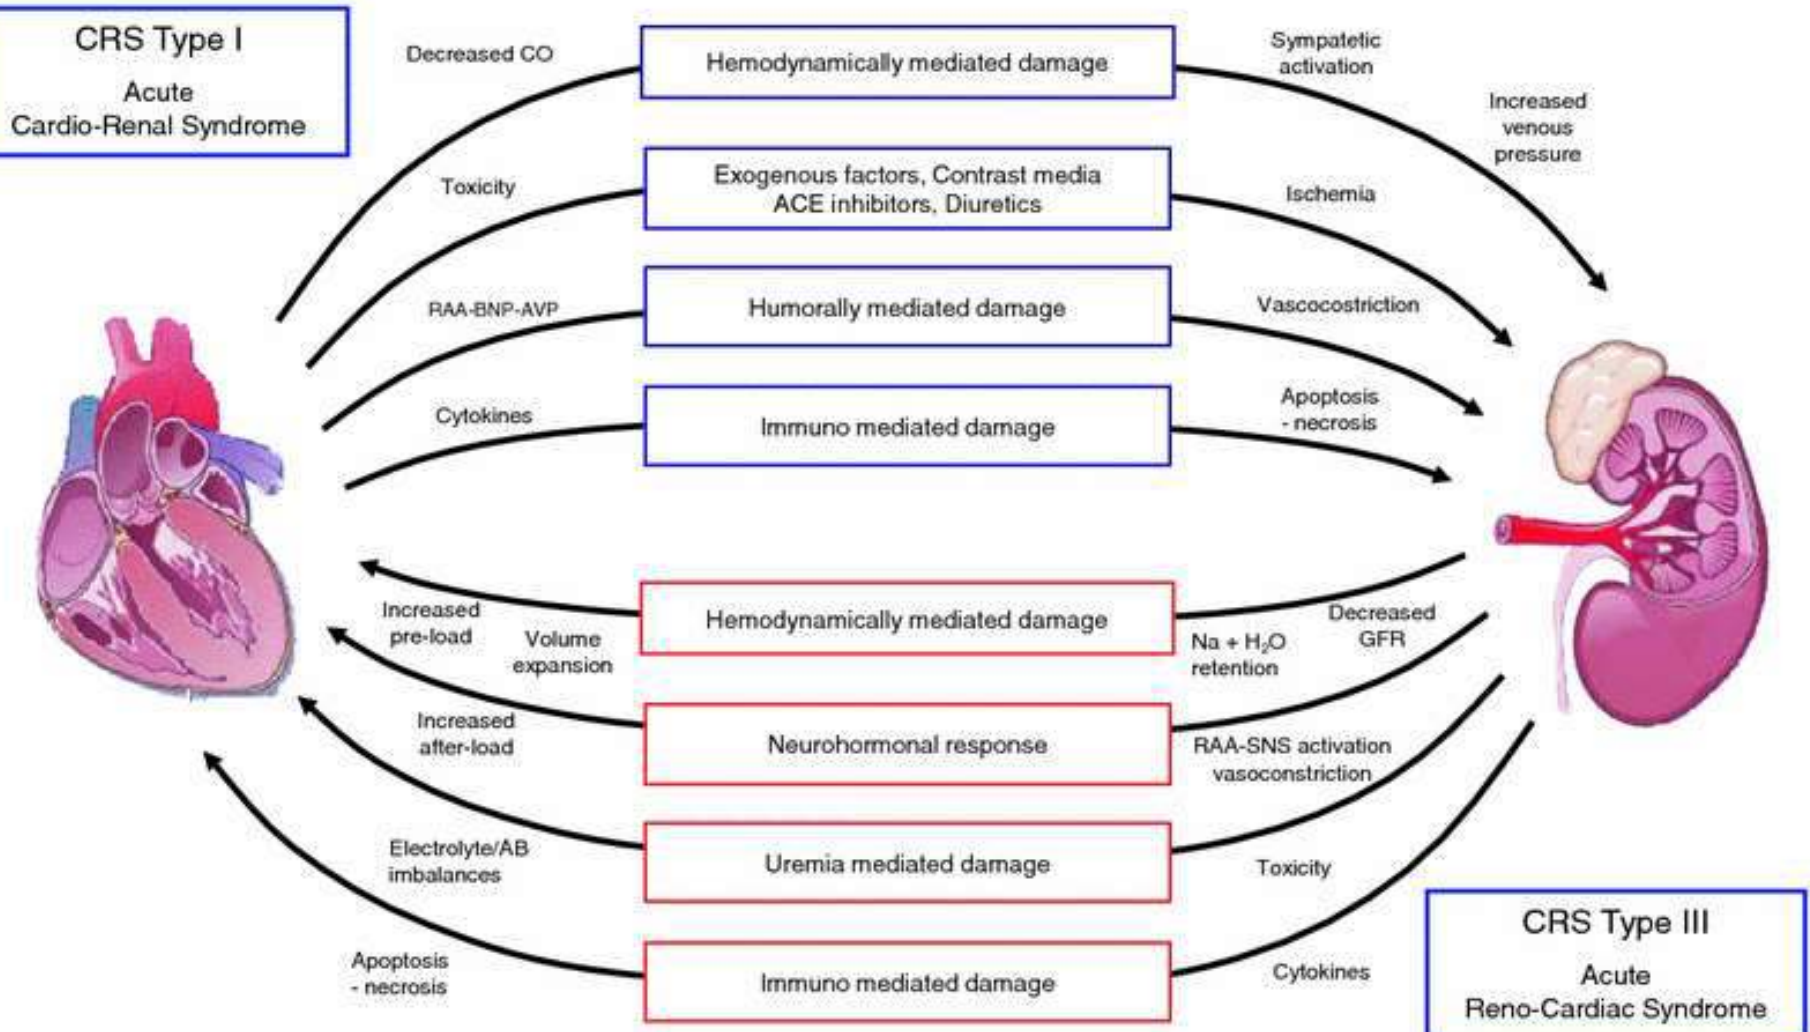 CRS Type I
Acute
Cardio-Renal Syndrome
Decreased CO
Hemodynamically mediated damage
Sympatetic
activation
Increased
venous
pressure
Toxicity
Exogenous factors, Contrast media
ACE inhibitors, Diuretics
Ischemia
RAA-BNP-AVP
Humorally mediated damage
Vascocostriction
Cytokines
Immuno mediated damage
Apoptosis
- necrosis
Increased
pre-load
Volume
expansion
Hemodynamically mediated damage
Na + H₂O
retention
Decreased
GFR
Increased
after-load
Neurohormonal response
RAA-SNS activation
vasoconstriction
Electrolyte/AB
imbalances
Uremia mediated damage
Toxicity
Apoptosis
- necrosis
Immuno mediated damage
Cytokines
CRS Type III
Acute
Reno-Cardiac Syndrome